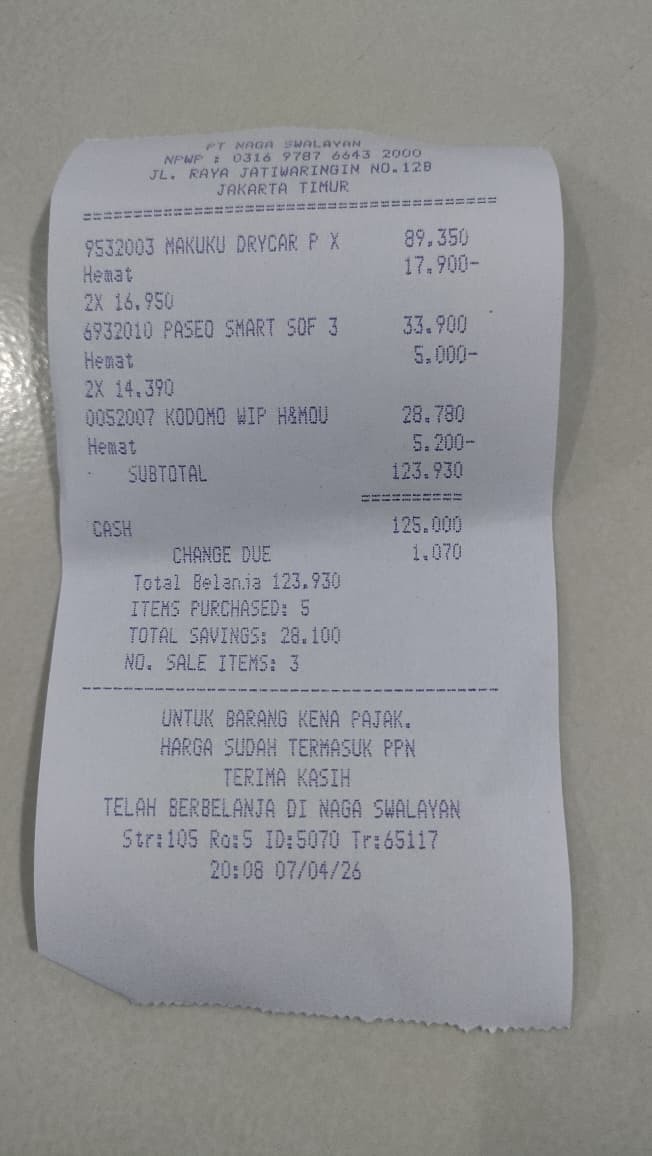 PT NAGA SWALAYAN
NPWP : 0316 9787 6643 2000
JL. RAYA JATIWARINGIN NO.12B
JAKARTA TIMUR
========================================
9532003 MAKUKU DRYCAR P X 89.350
Hemat 17.900-
2X 16.950
6932010 PASEO SMART SOF 3 33.900
Hemat 5.000-
2X 14.390
0052007 KODOMO WIP H&MOU 28.780
Hemat 5.200-
SUBTOTAL 123.930
==========
CASH 125.000
CHANGE DUE 1.070
Total Belanja 123.930
ITEMS PURCHASED: 5
TOTAL SAVINGS: 28.100
NO. SALE ITEMS: 3
----------------------------------------
UNTUK BARANG KENA PAJAK.
HARGA SUDAH TERMASUK PPN
TERIMA KASIH
TELAH BERBELANJA DI NAGA SWALAYAN
Str:105 Rg:5 ID:5070 Tr:65117
20:08 07/04/26